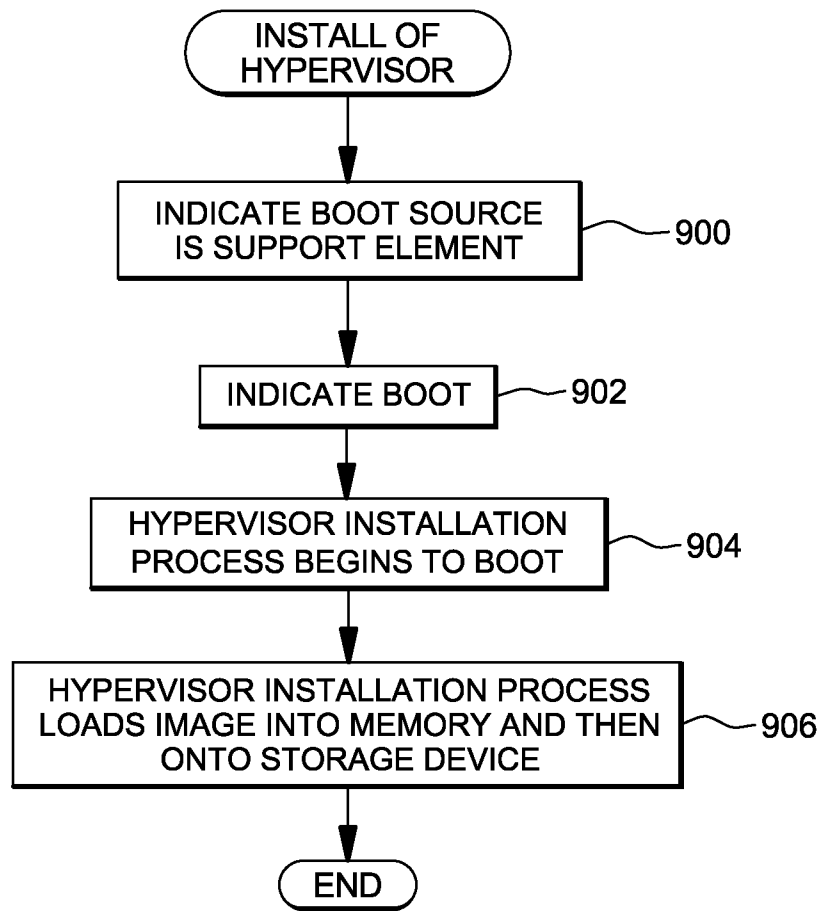 INSTALL OF
HYPERVISOR
INDICATE BOOT SOURCE
IS SUPPORT ELEMENT
900
INDICATE BOOT
902
HYPERVISOR INSTALLATION
PROCESS BEGINS TO BOOT
904
HYPERVISOR INSTALLATION PROCESS
LOADS IMAGE INTO MEMORY AND THEN
ONTO STORAGE DEVICE
906
END